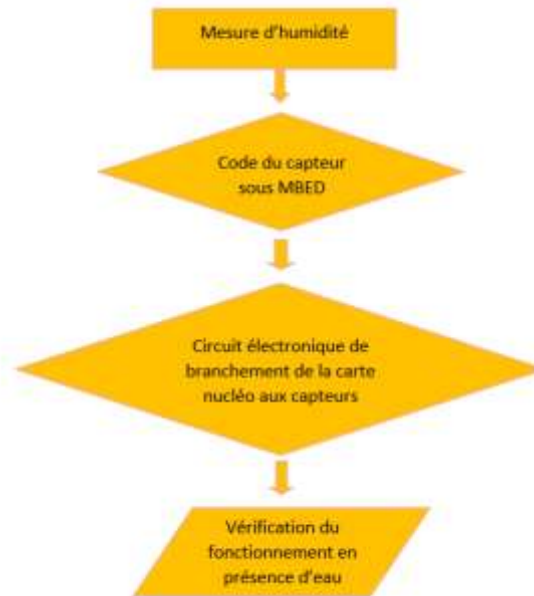 Mesure d'humidité
Code du capteur
sous MBED
Circuit électronique de
branchement de la carte
nucléo aux capteurs
Vérification du
fonctionnement en
présence d'eau